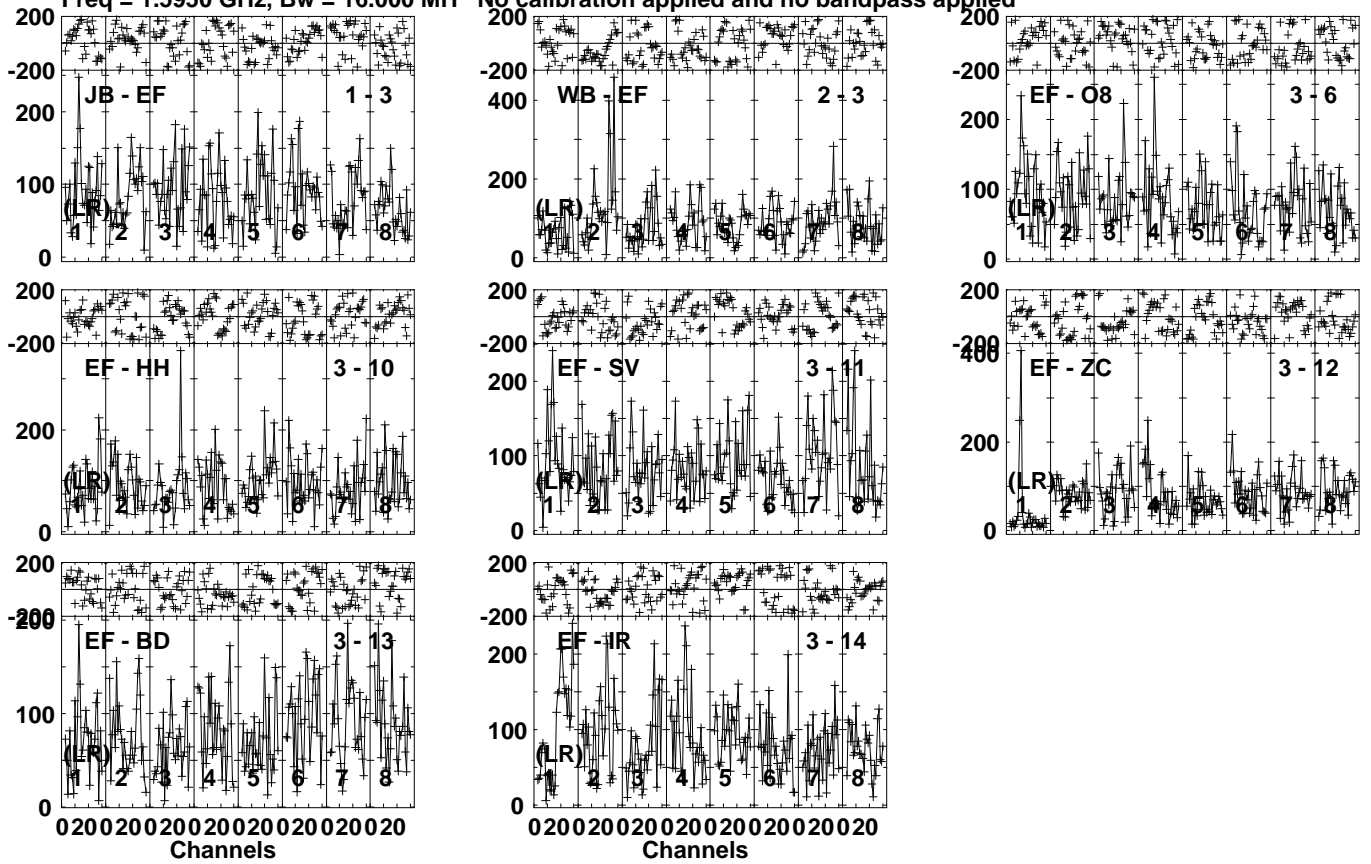 Freq = 1.5950 GHz, Bw = 16.000 MH No calibration applied and no bandpass applied
200
-200
JB - EF 1 - 3
200
100
0
(LR)
1 2 3 4 5 6 7 8
200
-200
WB - EF 2 - 3
400
200
0
(LR)
1 2 3 4 5 6 7 8
200
-200
EF - O8 3 - 6
200
100
0
(LR)
1 2 3 4 5 6 7 8
200
-200
EF - HH 3 - 10
200
0
(LR)
1 2 3 4 5 6 7 8
200
-200
EF - SV 3 - 11
200
100
0
(LR)
1 2 3 4 5 6 7 8
200
-200
EF - ZC 3 - 12
400
200
0
(LR)
1 2 3 4 5 6 7 8
200
-200
EF - BD 3 - 13
200
100
0
(LR)
1 2 3 4 5 6 7 8
0 20 0 20 0 20 0 20 0 20 0 20 0 20 0 20
Channels
200
-200
EF - IR 3 - 14
200
100
0
(LR)
1 2 3 4 5 6 7 8
0 20 0 20 0 20 0 20 0 20 0 20 0 20 0 20
Channels